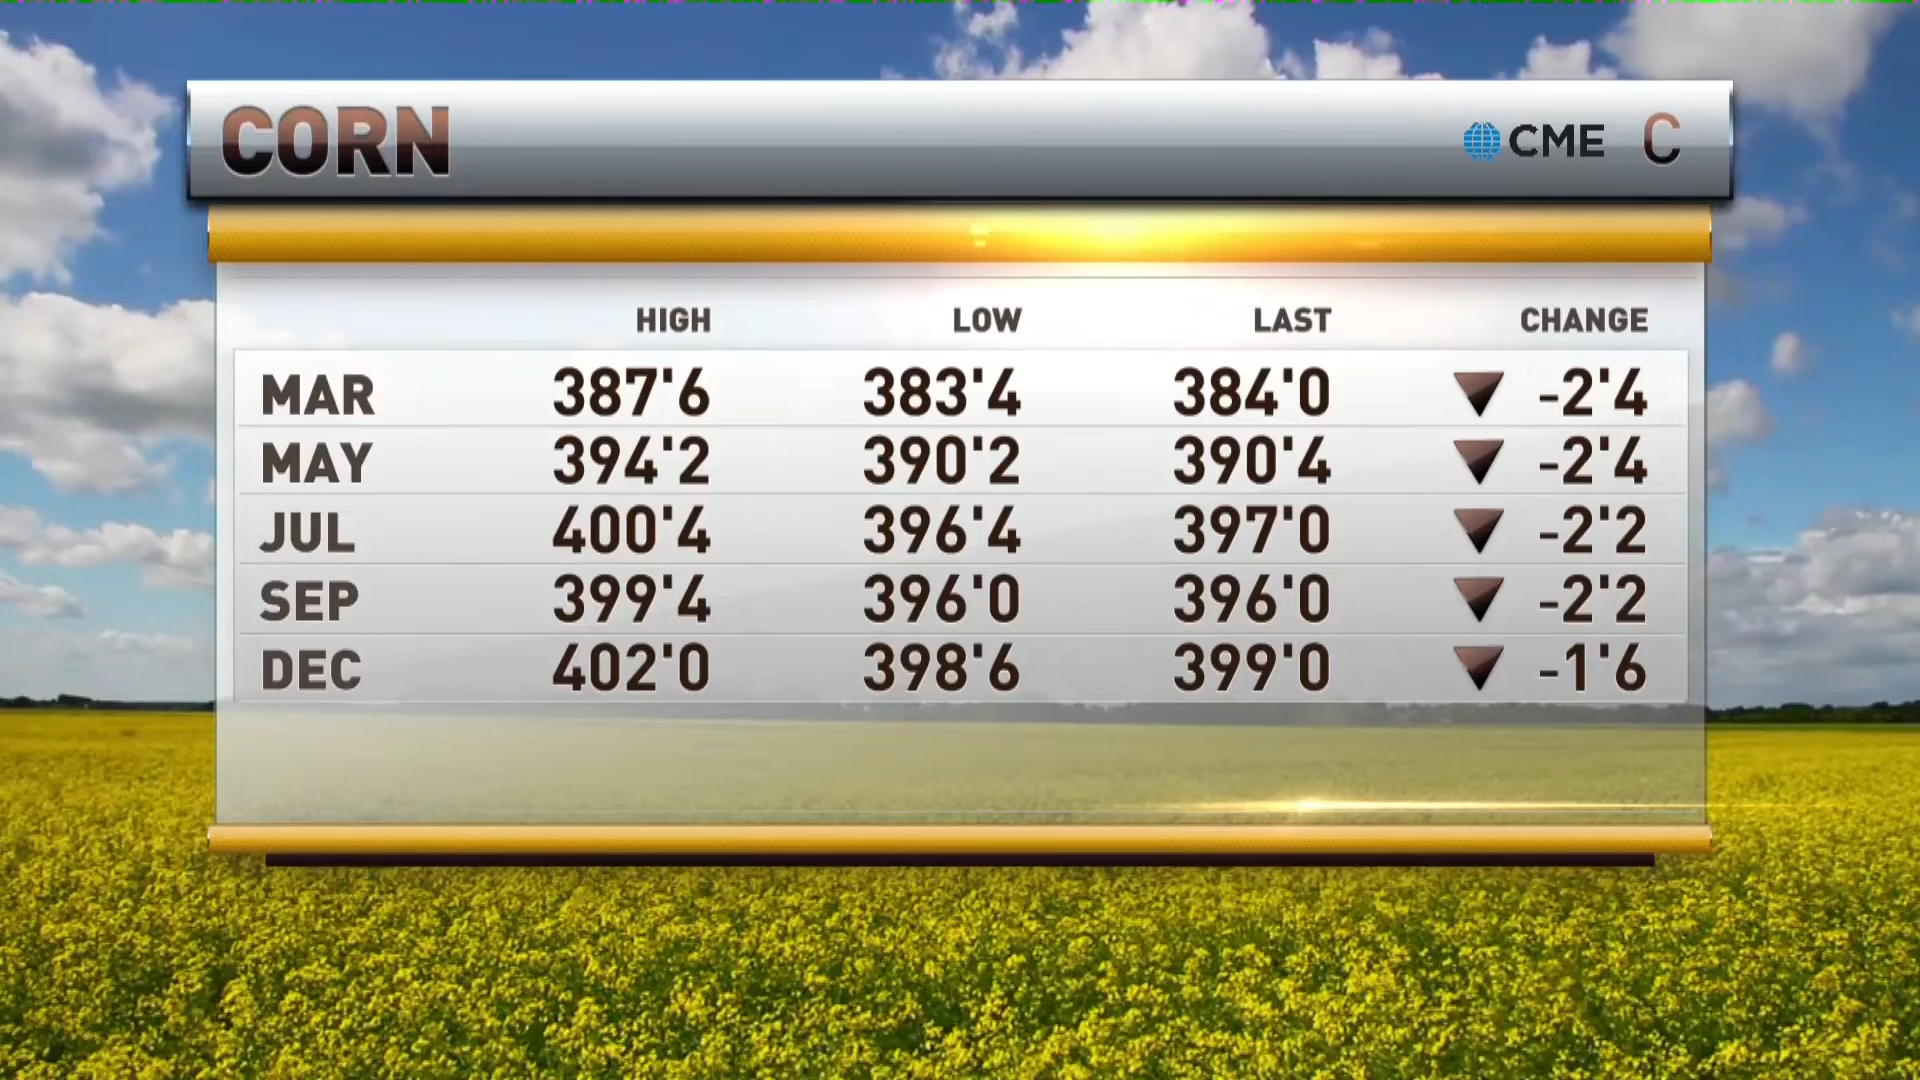 CORN CME C
HIGH LOW LAST CHANGE
MAR 387'6 383'4 384'0 -2'4
MAY 394'2 390'2 390'4 -2'4
JUL 400'4 396'4 397'0 -2'2
SEP 399'4 396'0 396'0 -2'2
DEC 402'0 398'6 399'0 -1'6